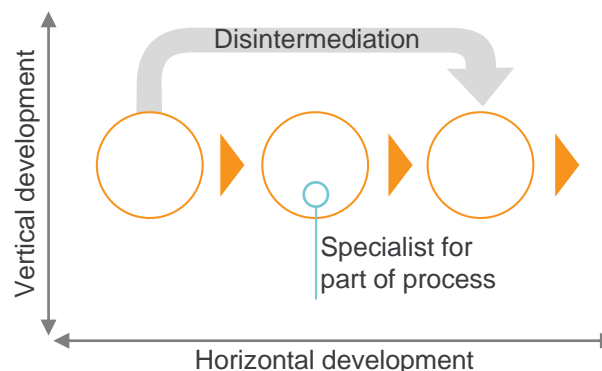 Disintermediation
Vertical development
Specialist for
part of process
Horizontal development